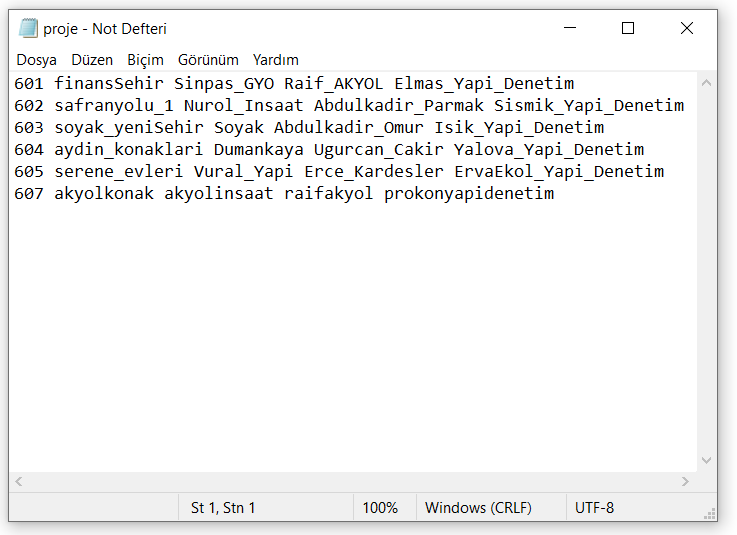 proje - Not Defteri
Dosya Düzen Biçim Görünüm Yardım
601 finansSehir Sinpas_GYO Raif_AKYOL Elmas_Yapi_Denetim
602 safranyolu_1 Nurol_Insaat Abdulkadir_Parmak Sismik_Yapi_Denetim
603 soyak_yeniSehir Soyak Abdulkadir_Omur Isik_Yapi_Denetim
604 aydin_konaklari Dumankaya Ugurcan_Cakir Yalova_Yapi_Denetim
605 serene_evleri Vural_Yapi Erce_Kardesler ErvaEkol_Yapi_Denetim
607 akyolkonak akyolinsaat raifakyol prokonyapidenetim
St 1, Stn 1 100% Windows (CRLF) UTF-8